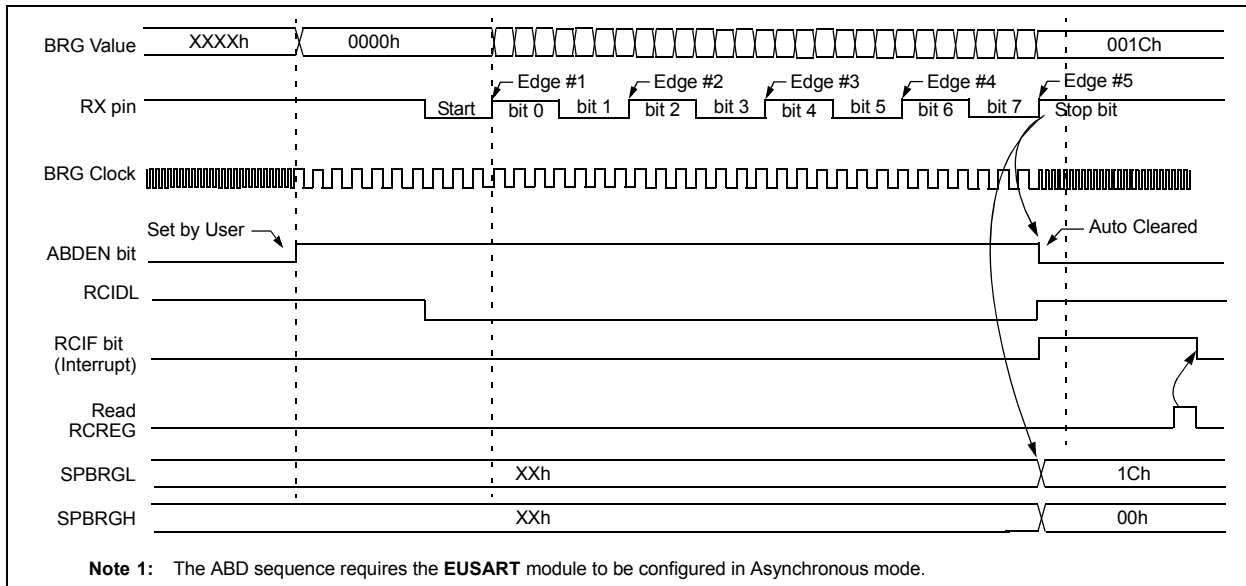 BRG Value XXXXh 0000h 001Ch
Edge #1 Edge #2 Edge #3 Edge #4 Edge #5
RX pin Start bit 0 bit 1 bit 2 bit 3 bit 4 bit 5 bit 6 bit 7 Stop bit
BRG Clock
Set by User Auto Cleared
ABDEN bit
RCIDL
RCIF bit
(Interrupt)
Read
RCREG
SPBRGL XXh 1Ch
SPBRGH XXh 00h
Note 1: The ABD sequence requires the EUSART module to be configured in Asynchronous mode.